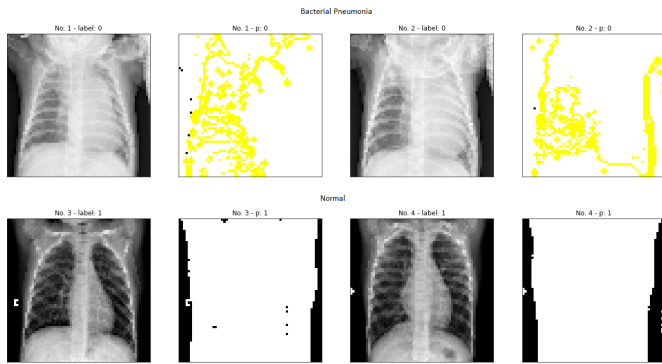 Bacterial Pneumonia
No. 1 - label: 0
No. 1 - p: 0
No. 2 - label: 0
No. 2 - p: 0
Normal
No. 3 - label: 1
No. 3 - p: 1
No. 4 - label: 1
No. 4 - p: 1